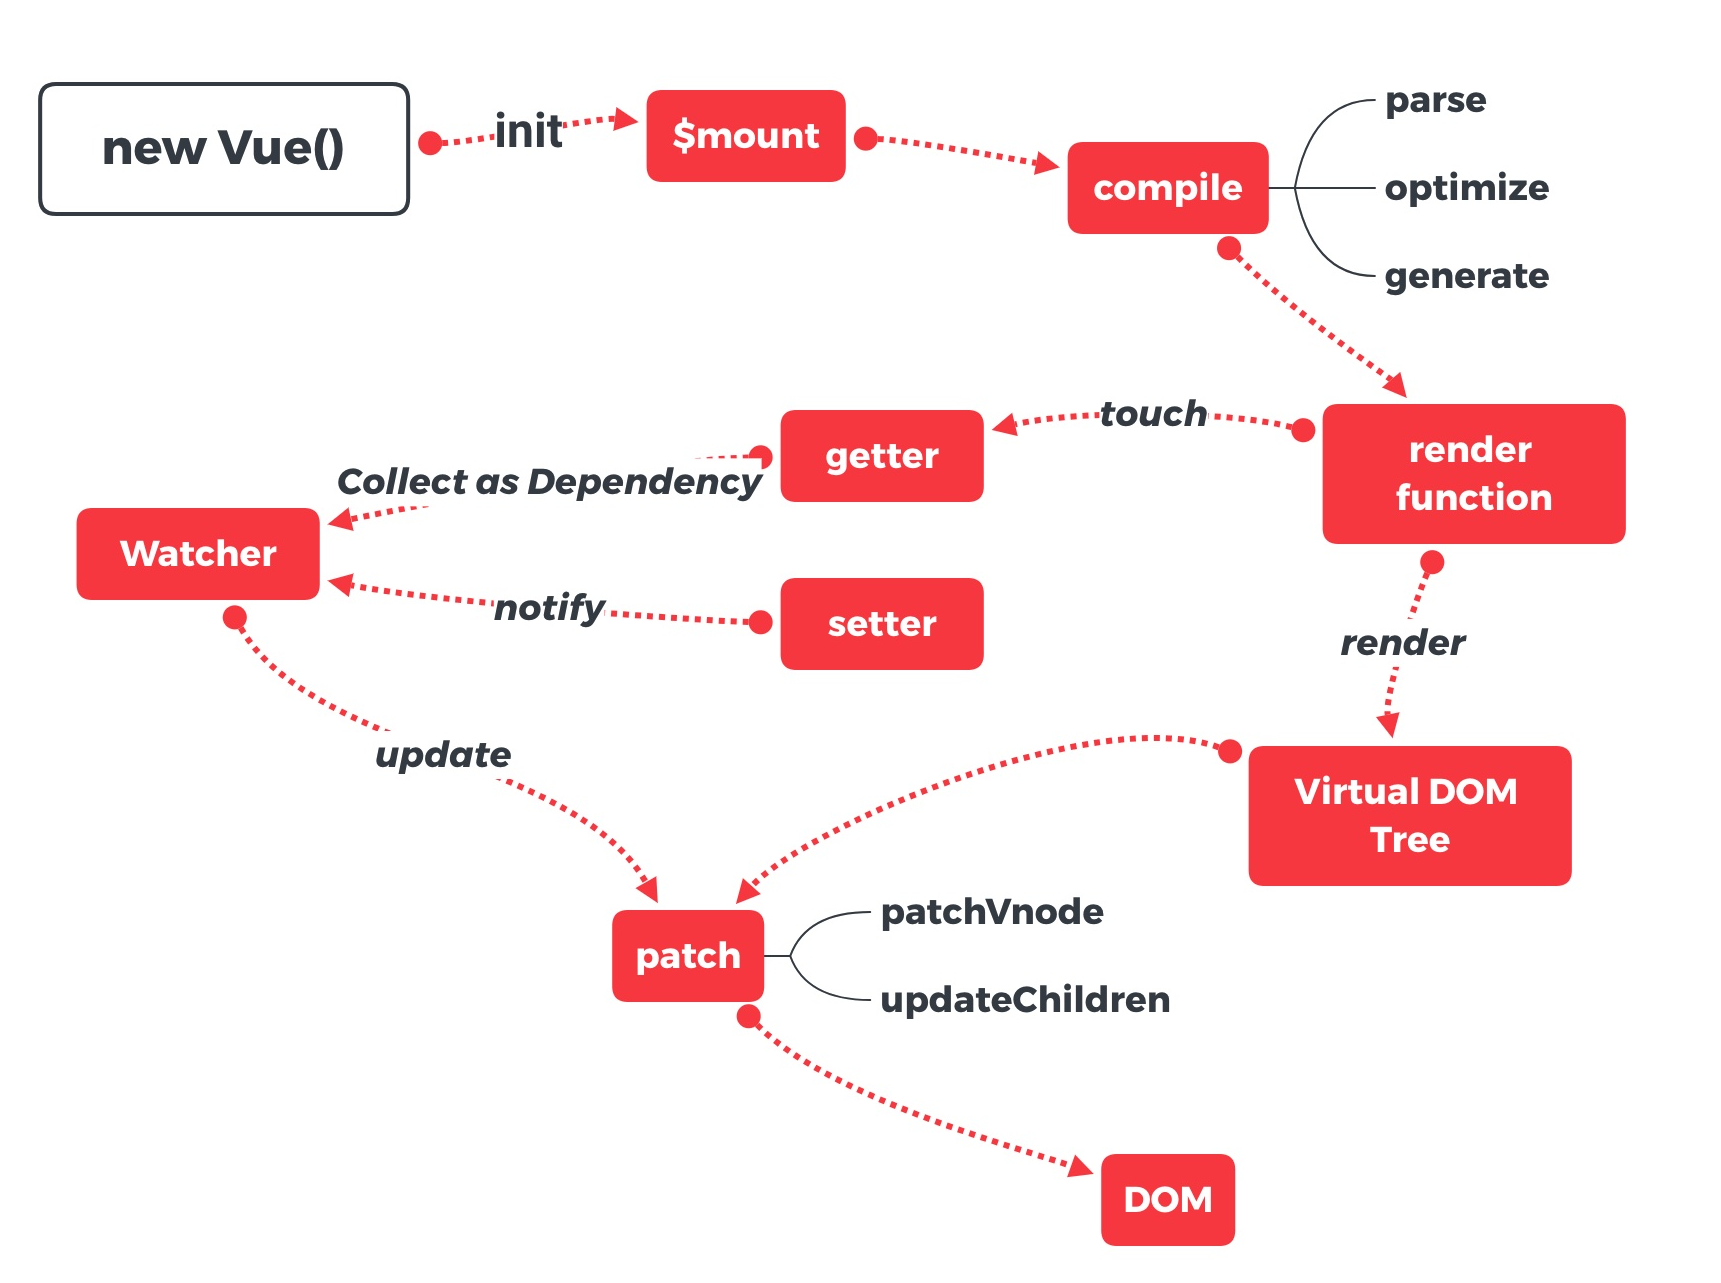 new Vue()
init
$mount
compile
parse
optimize
generate
touch
getter
render
function
Collect as Dependency
Watcher
notify
setter
render
update
Virtual DOM
Tree
patch
patchVnode
updateChildren
DOM